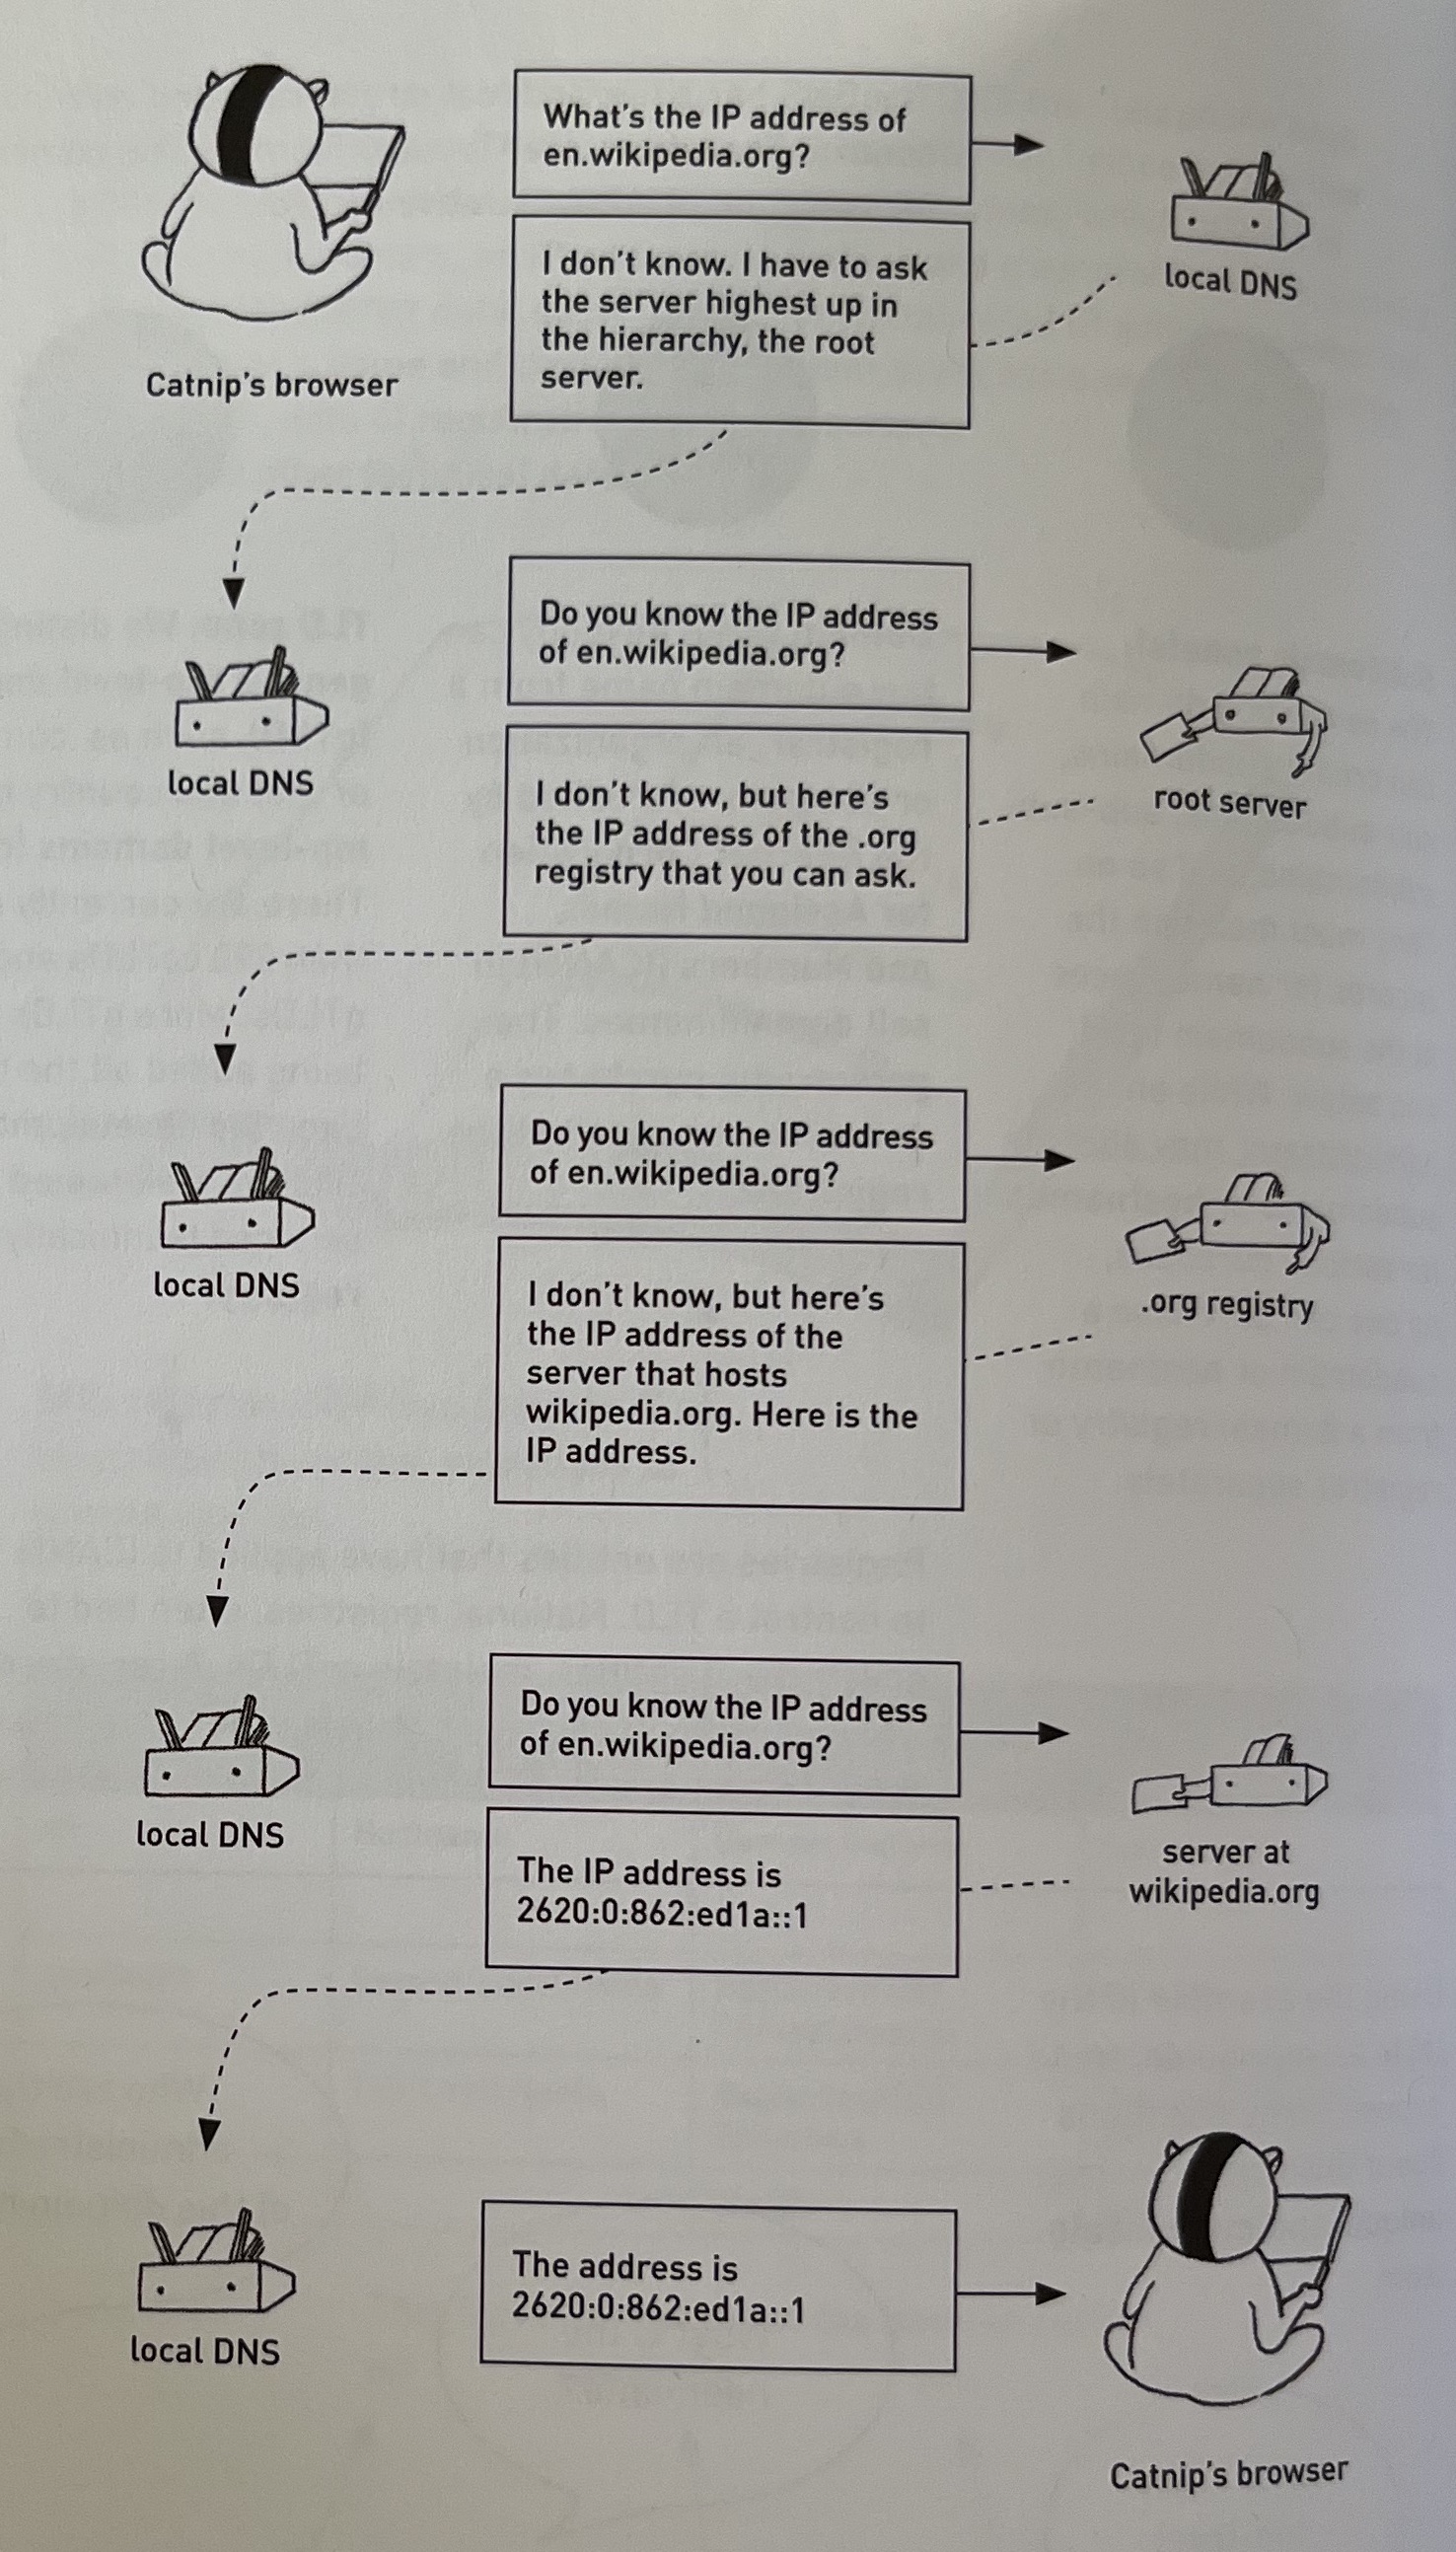 What's the IP address of
en.wikipedia.org?
I don't know. I have to ask
the server highest up in
the hierarchy, the root
server.
local DNS
Catnip's browser
Do you know the IP address
of en.wikipedia.org?
local DNS
I don't know, but here's
the IP address of the .org
registry that you can ask.
root server
Do you know the IP address
of en.wikipedia.org?
local DNS
I don't know, but here's
the IP address of the
server that hosts
wikipedia.org. Here is the
IP address.
.org registry
Do you know the IP address
of en.wikipedia.org?
local DNS
The IP address is
2620:0:862:ed1a::1
server at
wikipedia.org
The address is
2620:0:862:ed1a::1
local DNS
Catnip's browser